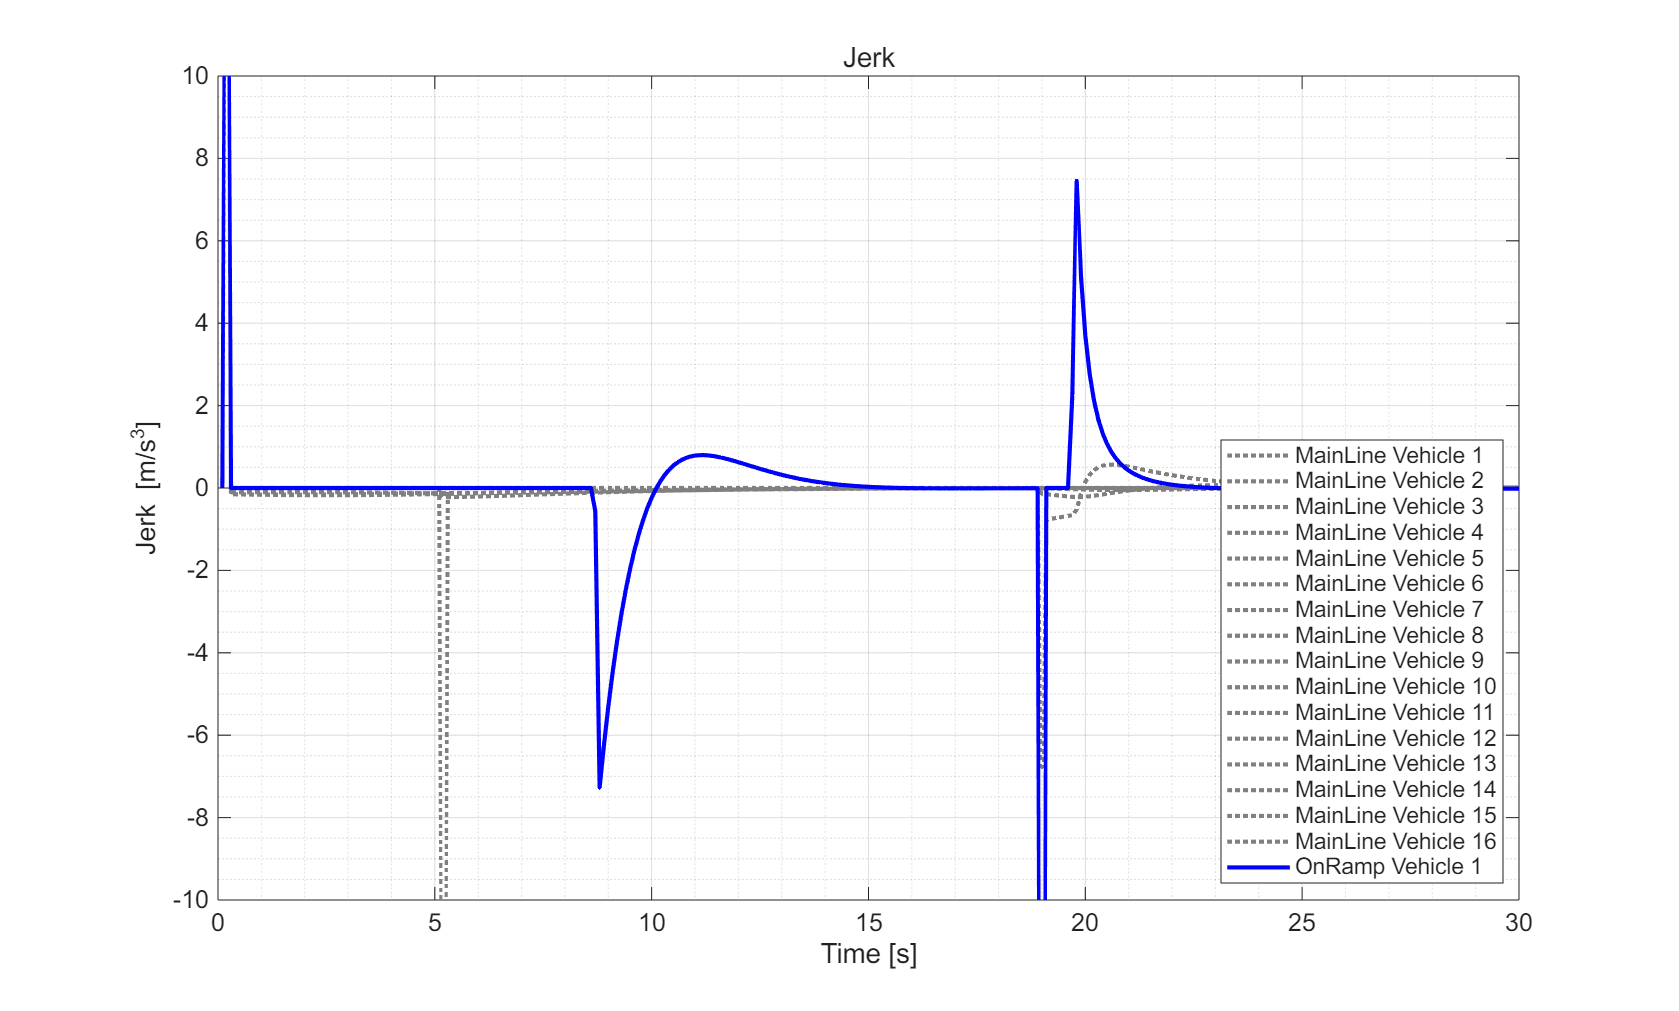 Jerk
10
8
6
4
2
0
-2
-4
-6
-8
-10
Jerk [m/s³]
0 5 10 15 20 25 30
Time [s]
MainLine Vehicle 1
MainLine Vehicle 2
MainLine Vehicle 3
MainLine Vehicle 4
MainLine Vehicle 5
MainLine Vehicle 6
MainLine Vehicle 7
MainLine Vehicle 8
MainLine Vehicle 9
MainLine Vehicle 10
MainLine Vehicle 11
MainLine Vehicle 12
MainLine Vehicle 13
MainLine Vehicle 14
MainLine Vehicle 15
MainLine Vehicle 16
OnRamp Vehicle 1